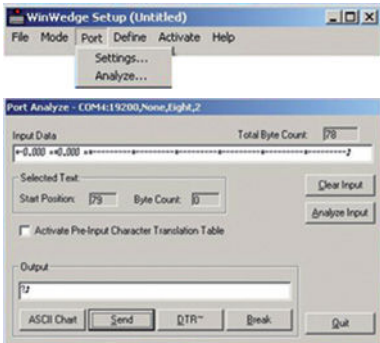 WinWedge Setup (Untitled)
File Mode Port Define Activate Help
Settings...
Analyze...
Port Analyze - COM4:19200,None,Eight,2
Input Data Total Byte Count: 78
Selected Text:
Start Position: 79 Byte Count: 0
Clear Input
Analyze Input
Activate Pre-Input Character Translation Table
Output
ASCII Chart Send DTR~ Break Quit